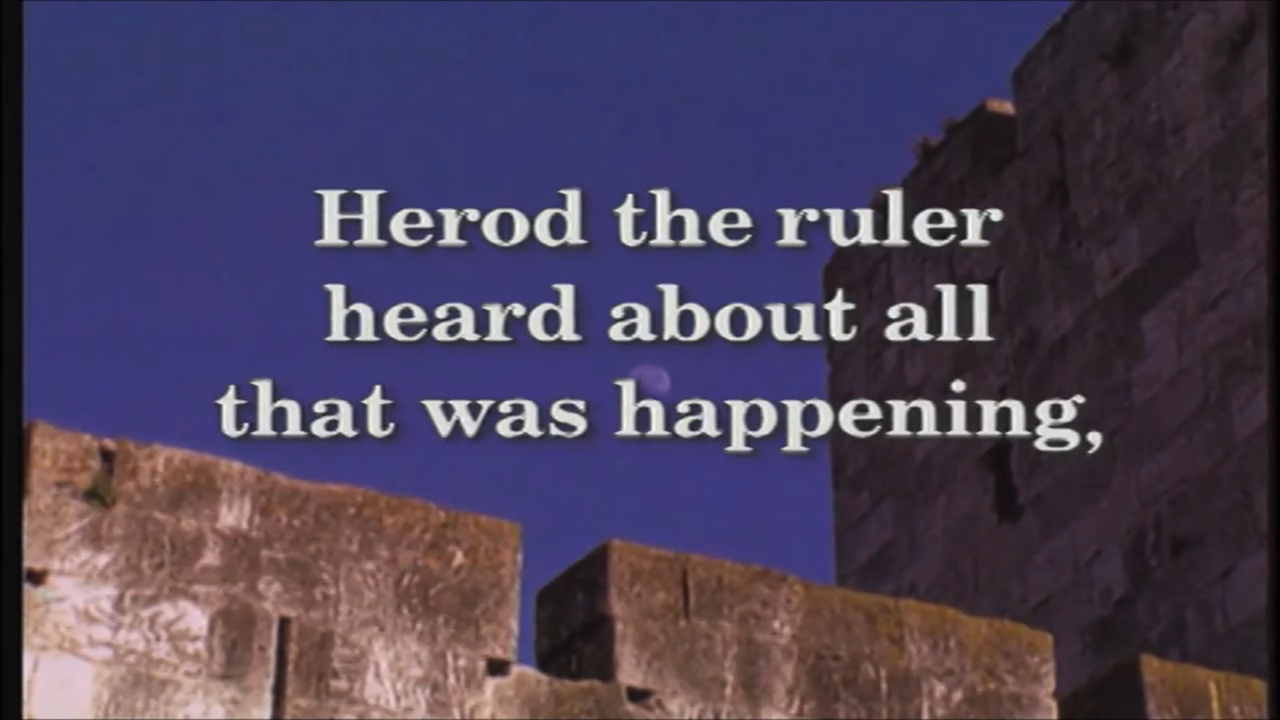 Herod the ruler
heard about all
that was happening,